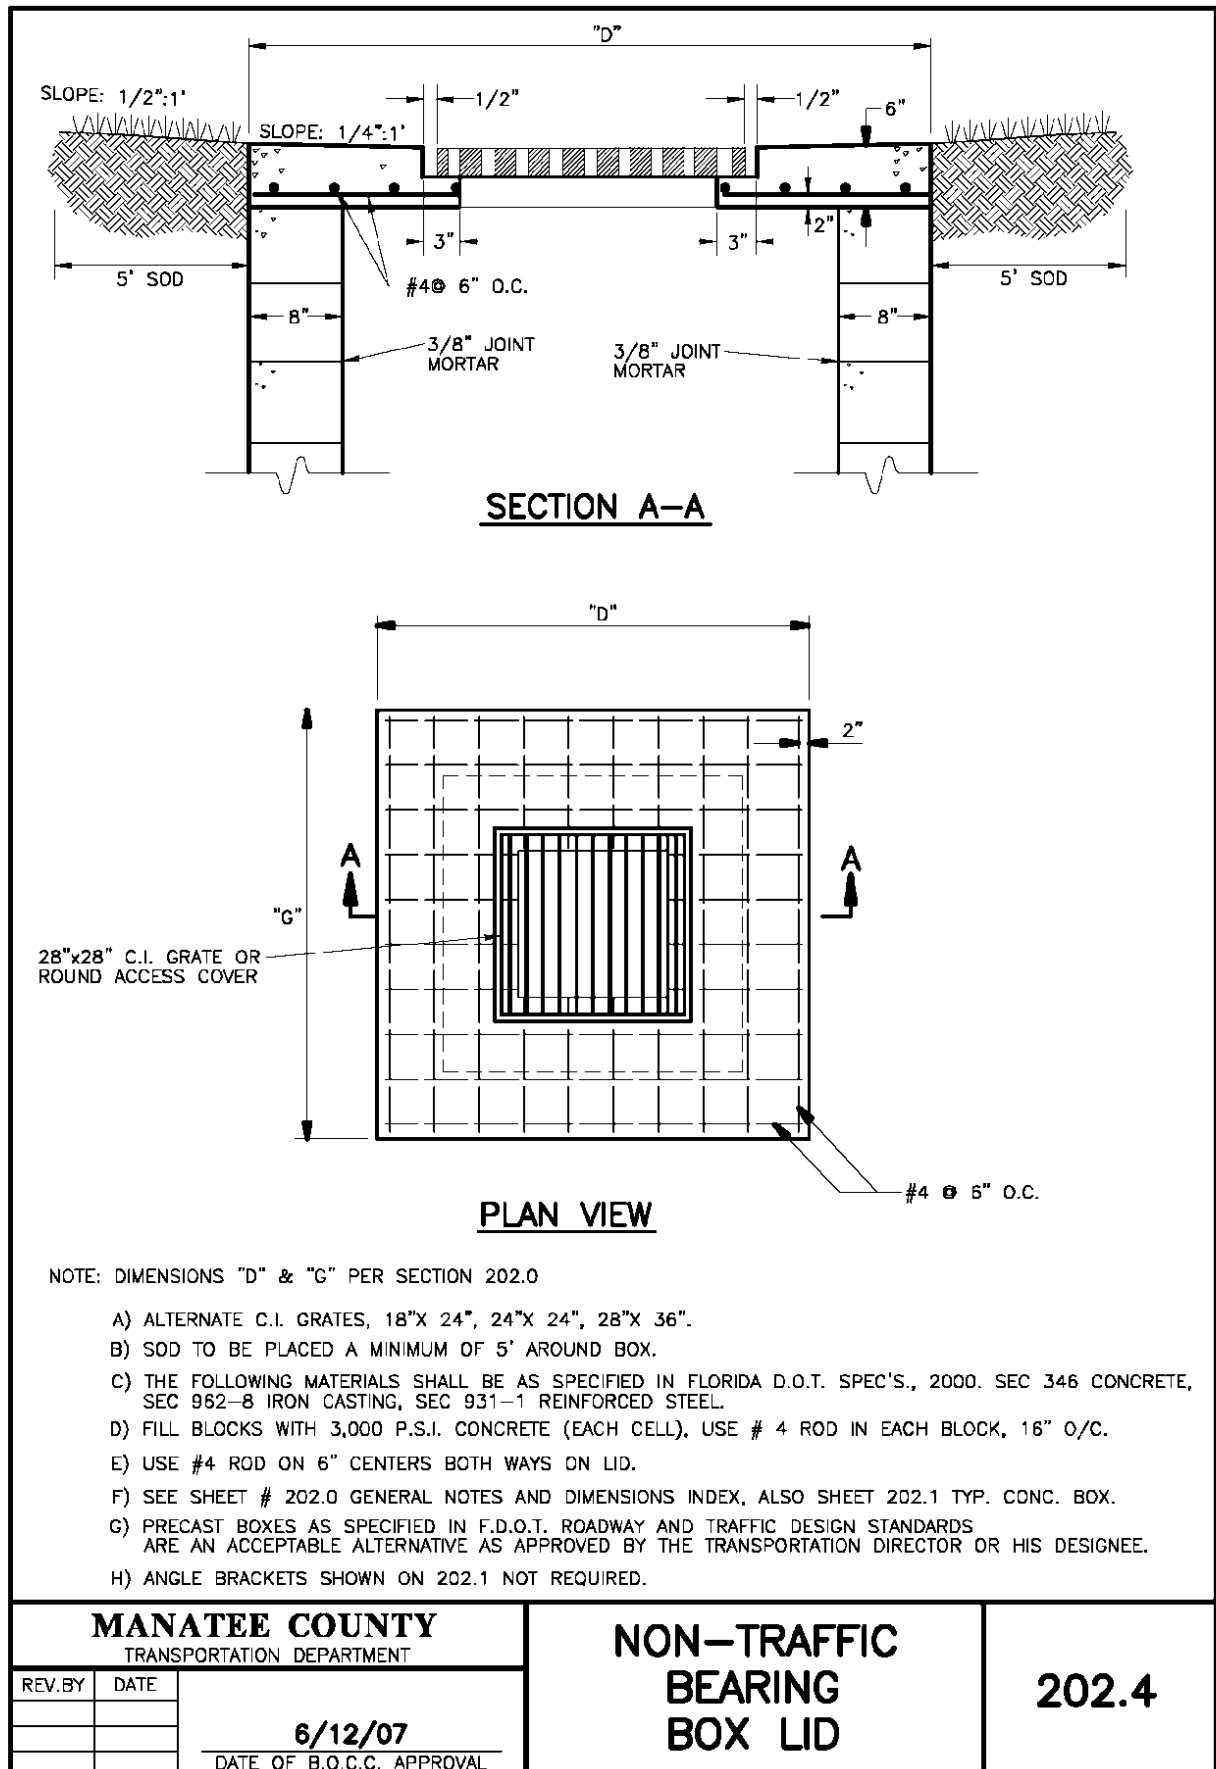 "D"
SLOPE: 1/2":1'
1/2"
1/2"
6"
SLOPE: 1/4":1'
2"
3"
3"
5' SOD
5' SOD
#4@ 6" O.C.
8"
8"
3/8" JOINT
MORTAR
3/8" JOINT
MORTAR
SECTION A-A
"D"
2"
A
A
"G"
28"x28" C.I. GRATE OR
ROUND ACCESS COVER
#4 @ 6" O.C.
PLAN VIEW
NOTE: DIMENSIONS "D" & "G" PER SECTION 202.0
A) ALTERNATE C.I. GRATES, 18"X 24", 24"X 24", 28"X 36".
B) SOD TO BE PLACED A MINIMUM OF 5' AROUND BOX.
C) THE FOLLOWING MATERIALS SHALL BE AS SPECIFIED IN FLORIDA D.O.T. SPEC'S., 2000. SEC 346 CONCRETE,
SEC 962-8 IRON CASTING, SEC 931-1 REINFORCED STEEL.
D) FILL BLOCKS WITH 3,000 P.S.I. CONCRETE (EACH CELL), USE # 4 ROD IN EACH BLOCK, 16" O/C.
E) USE #4 ROD ON 6" CENTERS BOTH WAYS ON LID.
F) SEE SHEET # 202.0 GENERAL NOTES AND DIMENSIONS INDEX, ALSO SHEET 202.1 TYP. CONC. BOX.
G) PRECAST BOXES AS SPECIFIED IN F.D.O.T. ROADWAY AND TRAFFIC DESIGN STANDARDS
ARE AN ACCEPTABLE ALTERNATIVE AS APPROVED BY THE TRANSPORTATION DIRECTOR OR HIS DESIGNEE.
H) ANGLE BRACKETS SHOWN ON 202.1 NOT REQUIRED.
MANATEE COUNTY
TRANSPORTATION DEPARTMENT
REV.BY DATE
6/12/07
DATE OF B.O.C.C. APPROVAL
NON-TRAFFIC
BEARING
BOX LID
202.4